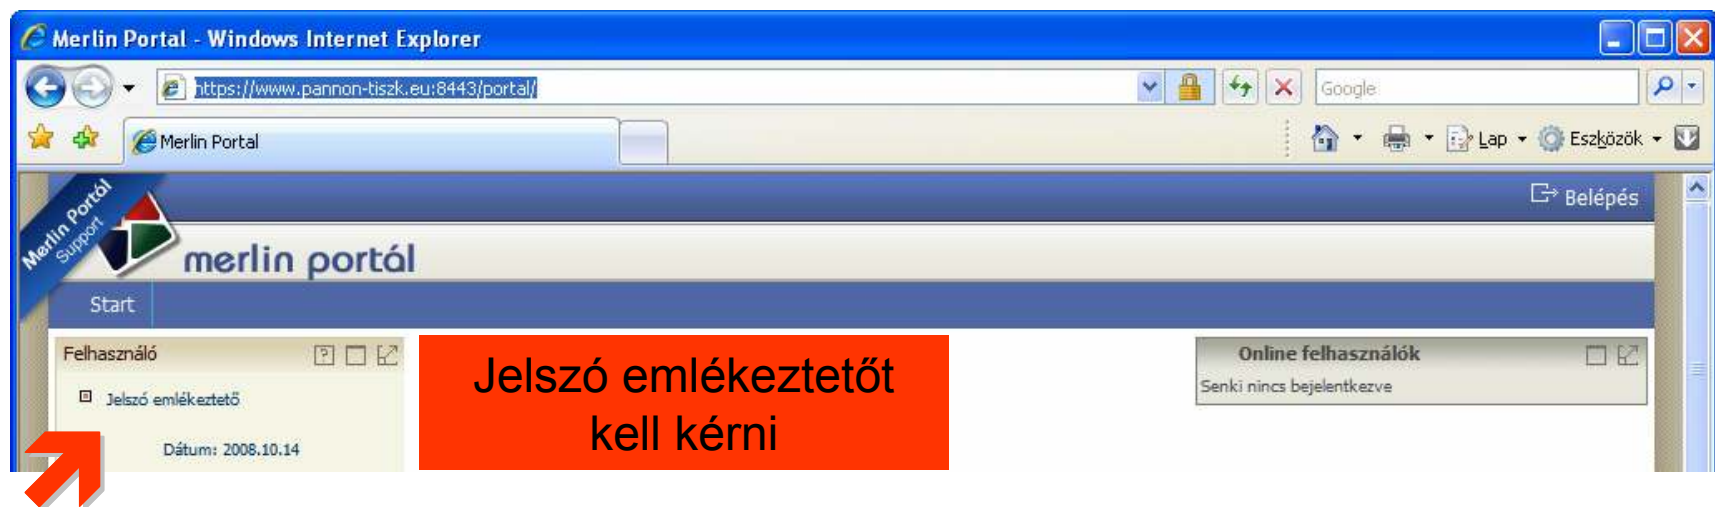 Merlin Portal - Windows Internet Explorer
https://www.pannon-tiszk.eu:8443/portal/
Google
Merlin Portal
Lap
Eszközök
Merlin Portál
Support
Belépés
merlin portál
Start
Felhasználó
Jelszó emlékeztető
Dátum: 2008.10.14
Jelszó emlékeztetőt
kell kérni
Online felhasználók
Senki nincs bejelentkezve